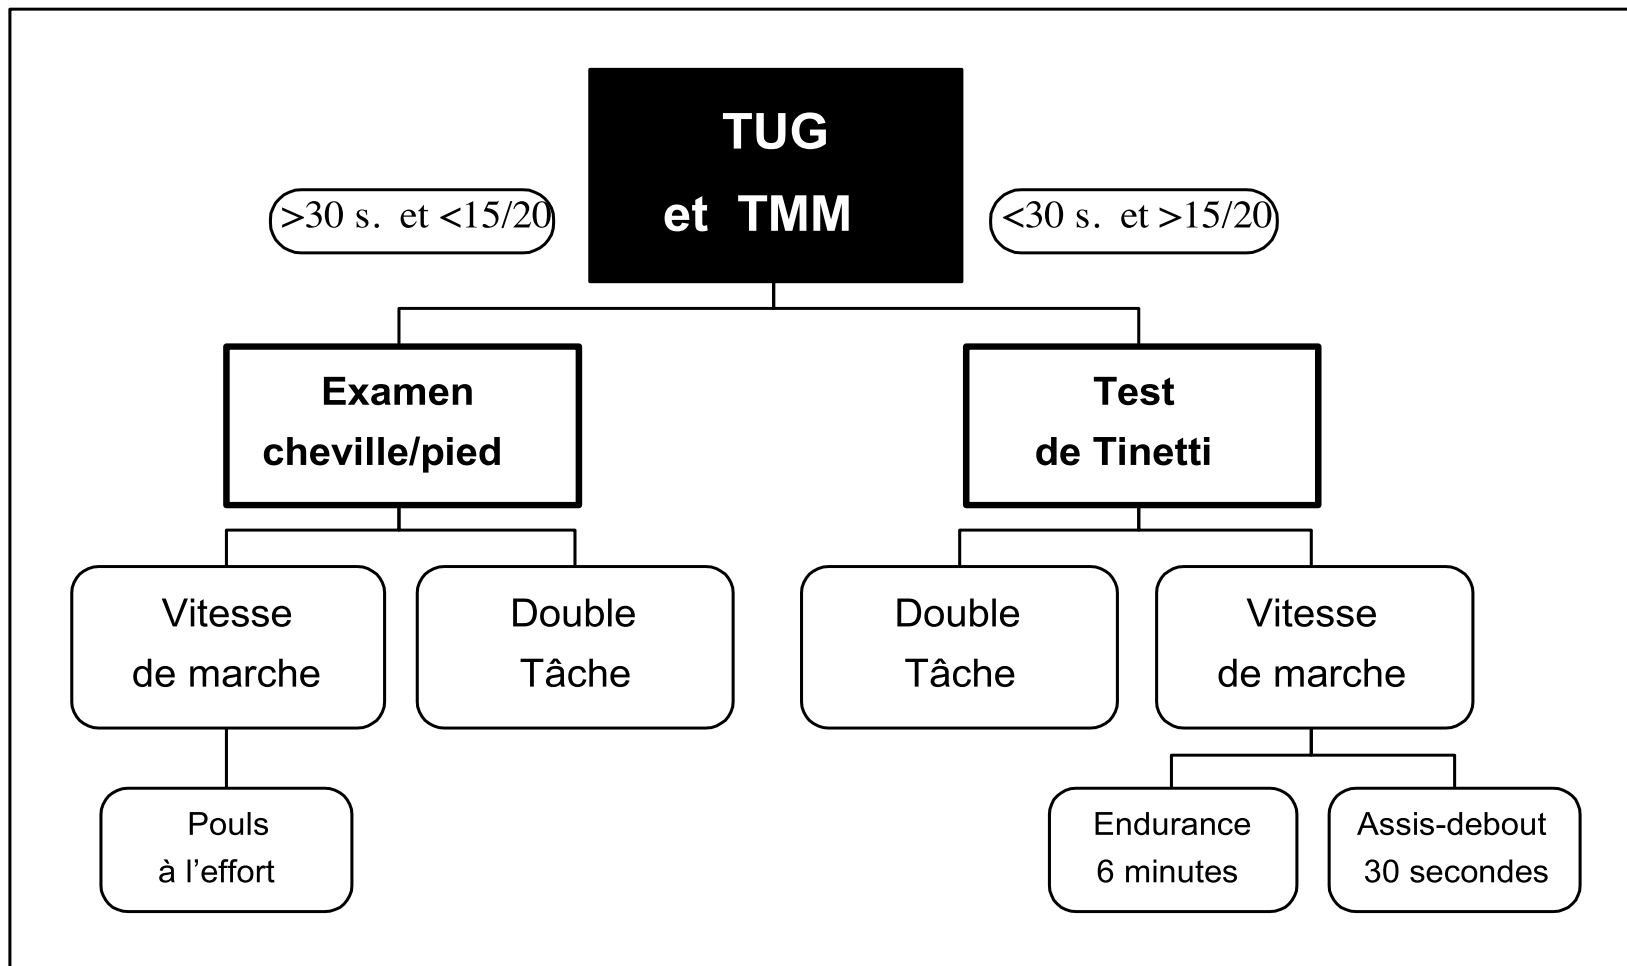 TUG
et TMM
>30 s. et <15/20
<30 s. et >15/20
Examen
cheville/pied
Test
de Tinetti
Vitesse
de marche
Double
Tâche
Double
Tâche
Vitesse
de marche
Pouls
à l’effort
Endurance
6 minutes
Assis-debout
30 secondes